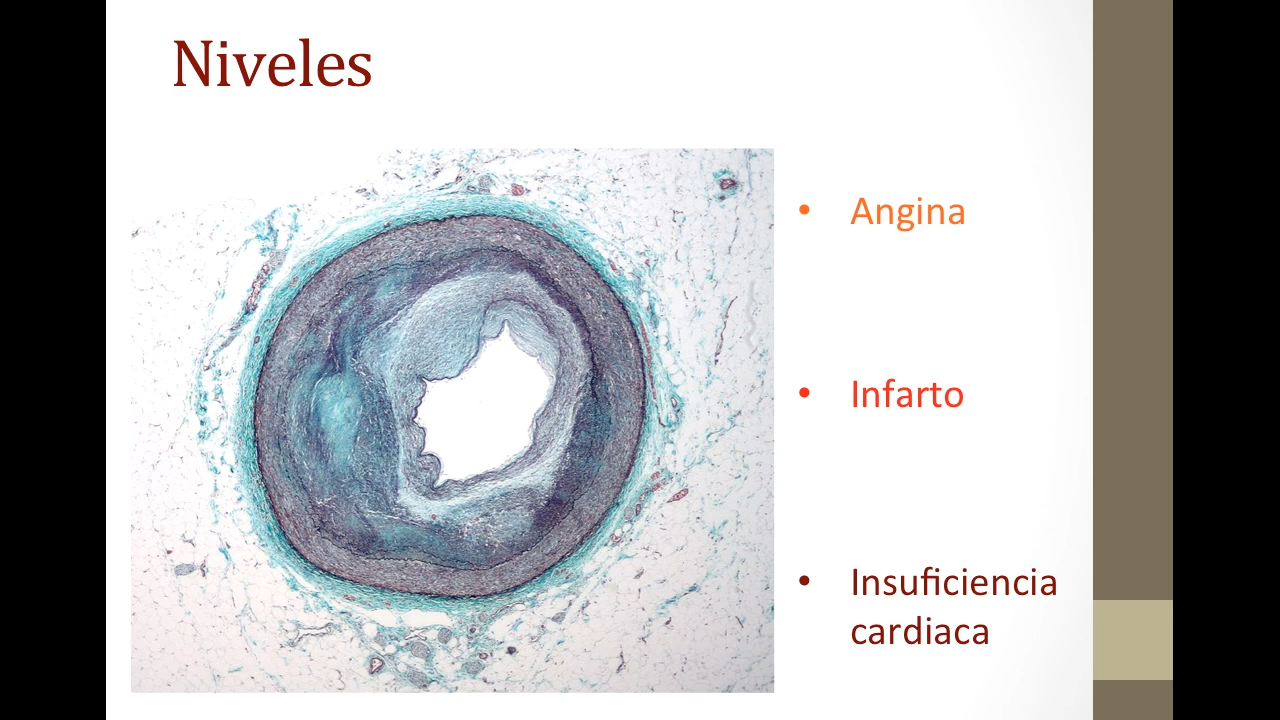 Niveles
• Angina
• Infarto
• Insuficiencia
cardiaca